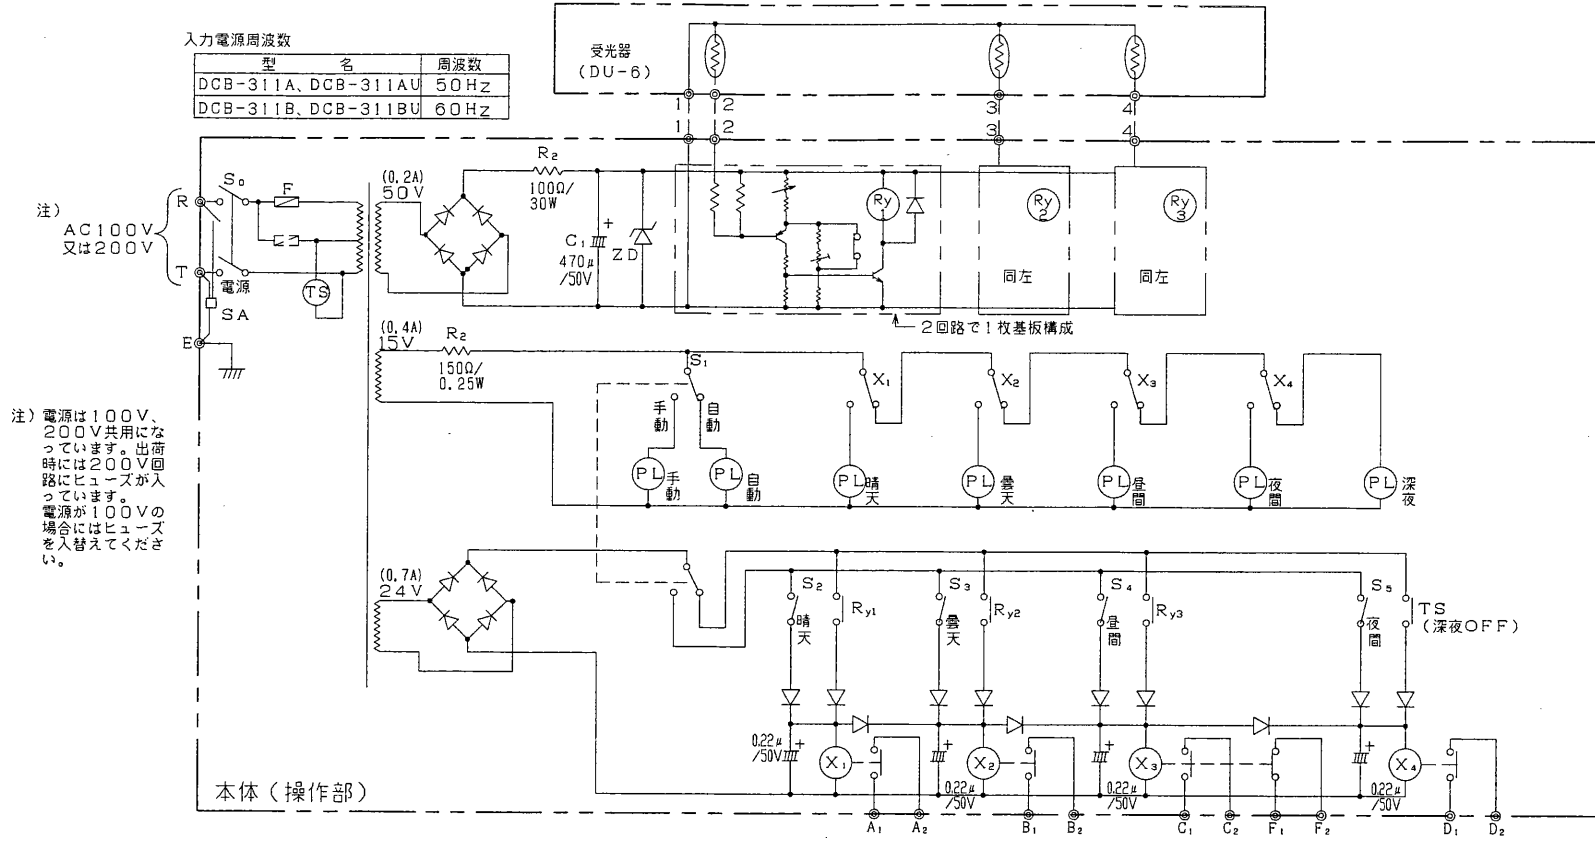 入力電源周波数
型 名 周波数
DCB-311A、DCB-311AU 50Hz
DCB-311B、DCB-311BU 60Hz
受光器
(DU-6)
1 2 3 4
1 2 3 4
注)
AC100V
又は200V
R
T
E
S₀
F
電源
TS
SA
(0.2A)
50V
R₂
100Ω/
30W
C₁
+
470μ
/50V
ZD
Ry
1
Ry
2
Ry
3
同左
同左
2回路で1枚基板構成
(0.4A)
15V
R₂
150Ω/
0.25W
S₁
手動
自動
X₁
X₂
X₃
X₄
PL 手動
PL 自動
PL 晴天
PL 曇天
PL 昼間
PL 夜間
PL 深夜
注)電源は100V、
200V共用にな
っています。出荷
時には200V回
路にヒューズが入
っています。
電源が100Vの
場合にはヒューズ
を入替えてくださ
い。
(0.7A)
24V
S₂
晴天
Ry1
S₃
曇天
Ry2
S₄
昼間
Ry3
S₅
夜間
TS
(深夜OFF)
0.22μ
/50V
+
X₁
+
0.22μ
/50V
X₂
+
0.22μ
/50V
X₃
+
0.22μ
/50V
X₄
A₁ A₂ B₁ B₂ C₁ C₂ F₁ F₂ D₁ D₂
本体(操作部)